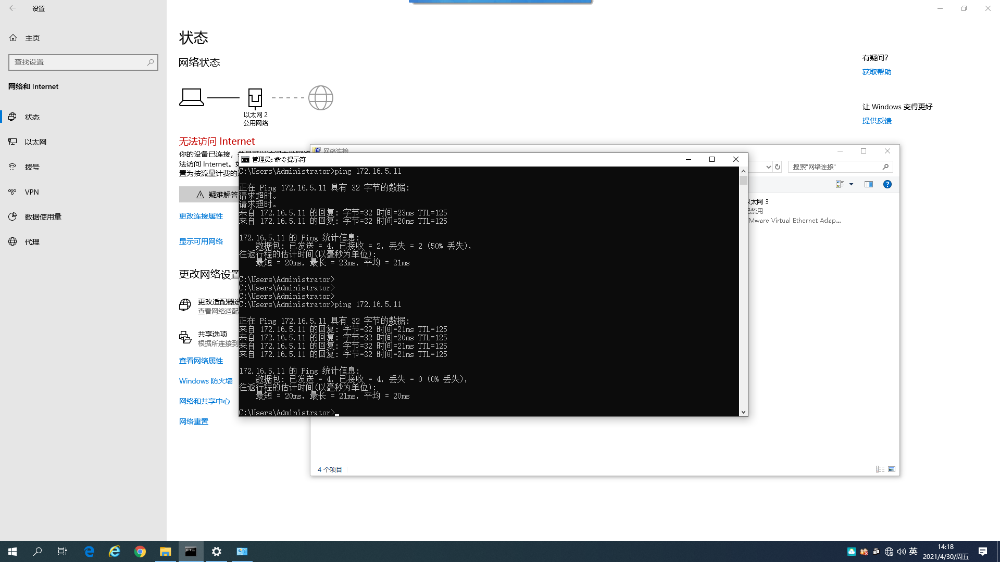 设置
主页
查找设置
网络和 Internet
状态
以太网
拨号
VPN
数据使用量
代理
状态
网络状态
以太网 2
公用网络
无法访问 Internet
你的设备已连接，
法访问 Internet。
置为按流量计费的
疑难解答
更改连接属性
显示可用网络
更改网络设置
更改适配器选
查看网络适配
共享选项
根据所连接到
查看网络属性
Windows 防火墙
网络和共享中心
网络重置
有疑问?
获取帮助
让 Windows 变得更好
提供反馈
网络连接
搜索"网络连接"
以太网 3
已禁用
Mware Virtual Ethernet Adap...
4 个项目
管理员: 命令提示符
C:\Users\Administrator>ping 172.16.5.11
正在 Ping 172.16.5.11 具有 32 字节的数据:
请求超时。
请求超时。
来自 172.16.5.11 的回复: 字节=32 时间=23ms TTL=125
来自 172.16.5.11 的回复: 字节=32 时间=20ms TTL=125
172.16.5.11 的 Ping 统计信息:
数据包: 已发送 = 4，已接收 = 2，丢失 = 2 (50% 丢失)，
往返行程的估计时间(以毫秒为单位):
最短 = 20ms，最长 = 23ms，平均 = 21ms
C:\Users\Administrator>
C:\Users\Administrator>
C:\Users\Administrator>
C:\Users\Administrator>ping 172.16.5.11
正在 Ping 172.16.5.11 具有 32 字节的数据:
来自 172.16.5.11 的回复: 字节=32 时间=21ms TTL=125
来自 172.16.5.11 的回复: 字节=32 时间=20ms TTL=125
来自 172.16.5.11 的回复: 字节=32 时间=21ms TTL=125
来自 172.16.5.11 的回复: 字节=32 时间=21ms TTL=125
172.16.5.11 的 Ping 统计信息:
数据包: 已发送 = 4，已接收 = 4，丢失 = 0 (0% 丢失)，
往返行程的估计时间(以毫秒为单位):
最短 = 20ms，最长 = 21ms，平均 = 20ms
C:\Users\Administrator>
英
14:18
2021/4/30/周五